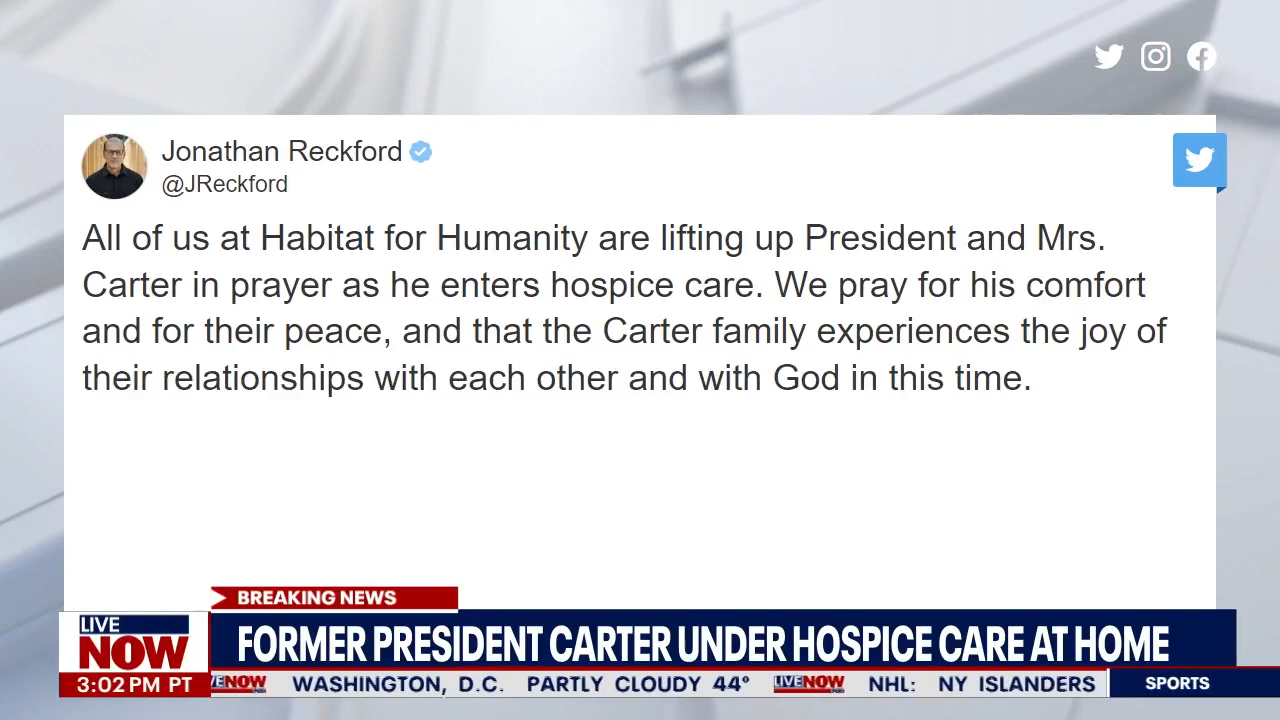 Jonathan Reckford
@JReckford
All of us at Habitat for Humanity are lifting up President and Mrs.
Carter in prayer as he enters hospice care. We pray for his comfort
and for their peace, and that the Carter family experiences the joy of
their relationships with each other and with God in this time.
BREAKING NEWS
LIVE
NOW
FORMER PRESIDENT CARTER UNDER HOSPICE CARE AT HOME
3:02 PM PT
NOW WASHINGTON, D.C. PARTLY CLOUDY 44° LIVENOW NHL: NY ISLANDERS SPORTS